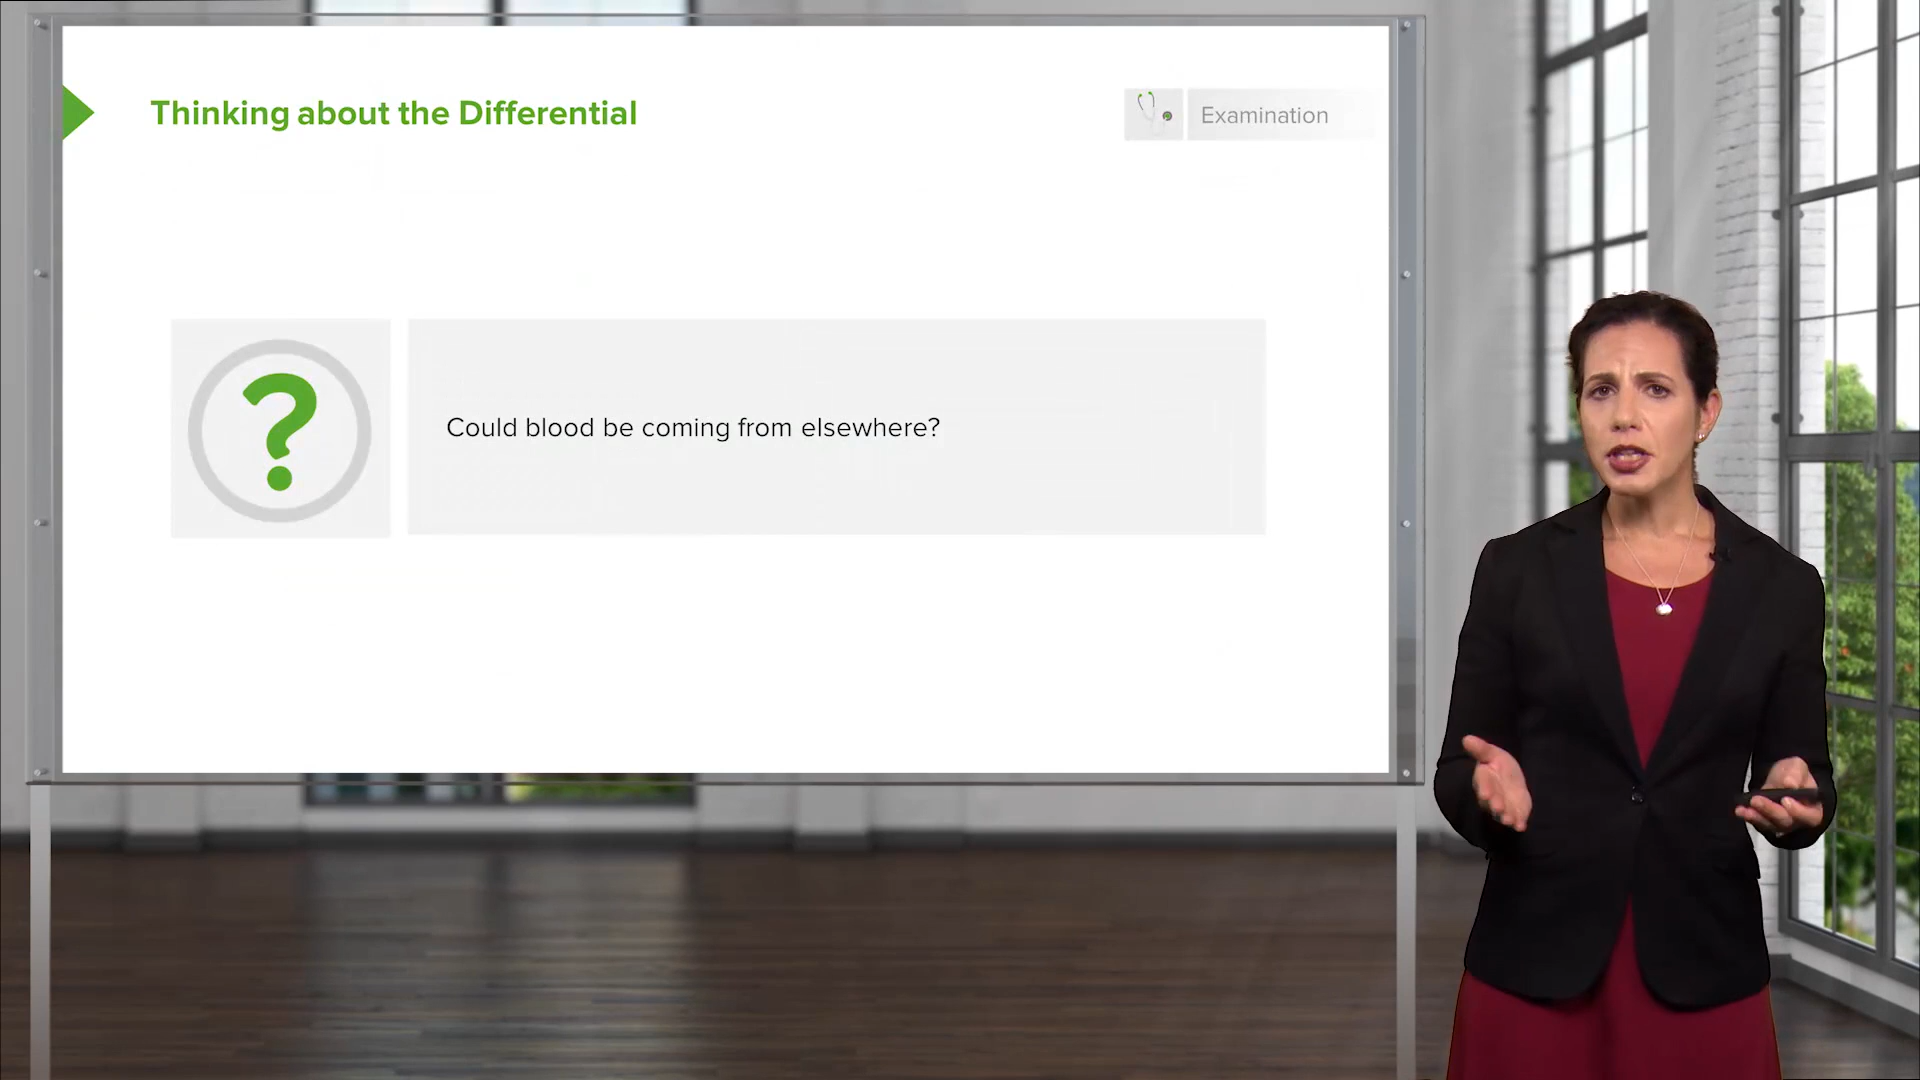 Thinking about the Differential
Examination
Could blood be coming from elsewhere?